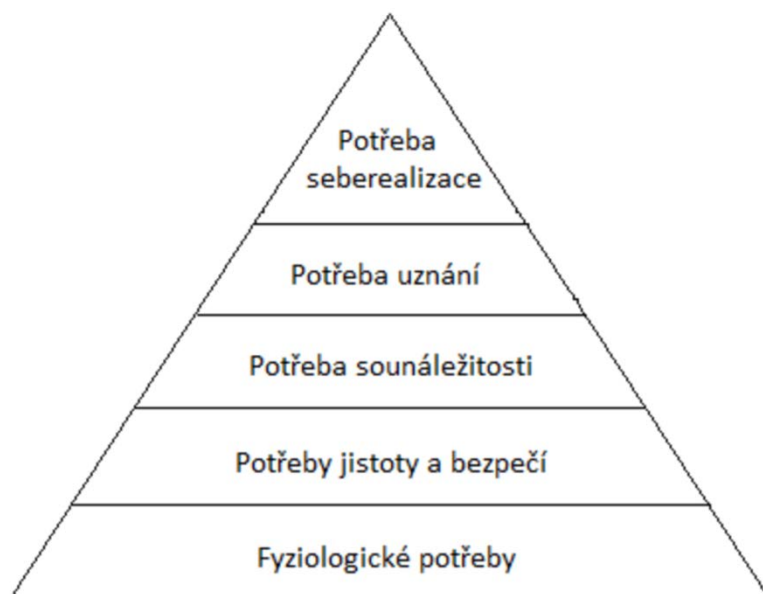 Potřeba
seberealizace
Potřeba uznání
Potřeba sounáležitosti
Potřeby jistoty a bezpečí
Fyziologické potřeby